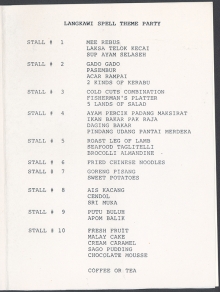 LANGKAWI SPELL THEME PARTY
STALL # 1 MEE REBUS
LAKSA TELOK KECAI
SOP AYAM SELASEH
STALL # 2 GADO GADO
PASEMBUR
ACAR RAMPAI
2 KINDS OF KERABU
STALL # 3 COLD CUTS COMBINATION
FISHERMAN'S PLATTER
5 LANDS OF SALAD
STALL # 4 AYAM PERCIK PADANG MAKSIRAT
IKAN BAKAR PAK RAJA
DAGING BAKAR
PINDANG UDANG PANTAI MERDEKA
STALL # 5 ROAST LEG OF LAMB
SEAFOOD TAGLITELLI
BROCOLLI ALMANDINE
STALL # 6 FRIED CHINESE NOODLES
STALL # 7 GORENG PISANG
SWEET POTATOES
STALL # 8 AIS KACANG
CENDOL
SRI MUKA
STALL # 9 PUTU BULUH
APOM BALIK
STALL # 10 FRESH FRUIT
MALAY CAKE
CREAM CARAMEL
SAGO PUDDING
CHOCOLATE MOUSSE
COFFEE OR TEA